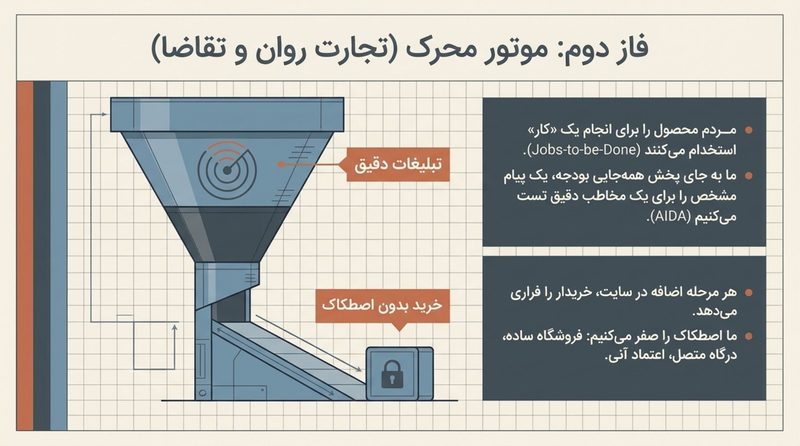 فاز دوم: موتور محرک (تجارت روان و تقاضا)
مـردم محصول را برای انجام یک «کار»
استخدام می‌کنند (Jobs-to-be-Done).
ما به جای پخش همه‌جایی بودجه، یک پیام
مشخص را برای یک مخاطب دقیق تست
می‌کنیم (AIDA).
تبلیغات دقیق
هر مرحله اضافه در سایت، خریدار را فراری
می‌دهد.
ما اصطکاک را صفر می‌کنیم: فروشگاه ساده،
درگاه متصل، اعتماد آنی.
خرید بدون اصطکاک